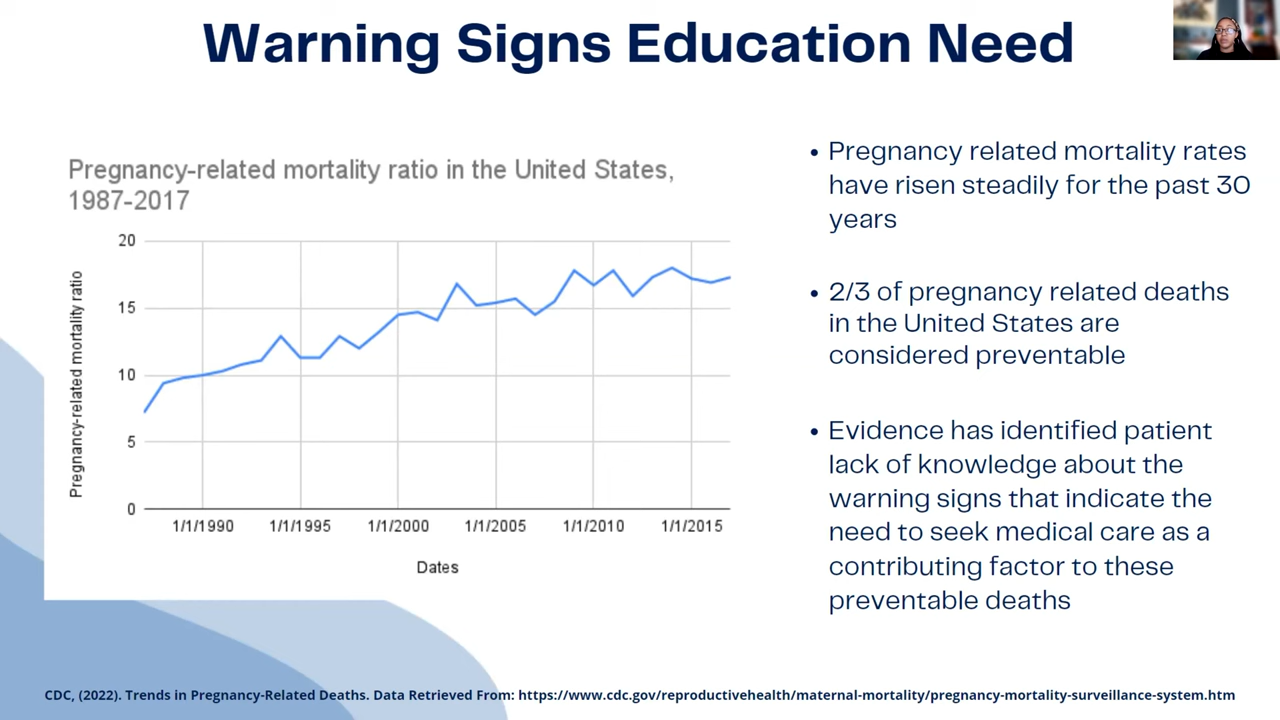 Warning Signs Education Need
Pregnancy-related mortality ratio in the United States,
1987-2017
Pregnancy-related mortality ratio
20
15
10
5
0
1/1/1990
1/1/1995
1/1/2000
1/1/2005
1/1/2010
1/1/2015
Dates
• Pregnancy related mortality rates
have risen steadily for the past 30
years
• 2/3 of pregnancy related deaths
in the United States are
considered preventable
• Evidence has identified patient
lack of knowledge about the
warning signs that indicate the
need to seek medical care as a
contributing factor to these
preventable deaths
CDC, (2022). Trends in Pregnancy-Related Deaths. Data Retrieved From: https://www.cdc.gov/reproductivehealth/maternal-mortality/pregnancy-mortality-surveillance-system.htm